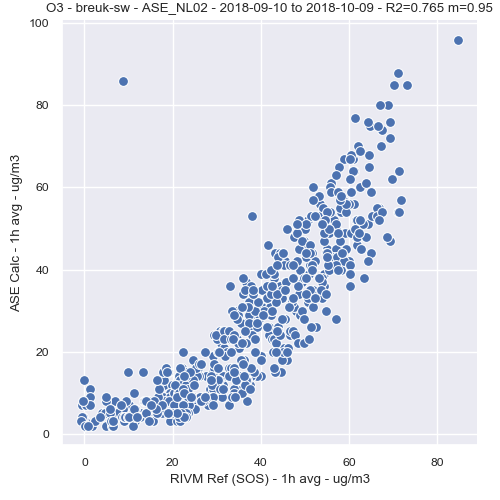 O3 - breuk-sw - ASE_NL02 - 2018-09-10 to 2018-10-09 - R2=0.765 m=0.95
100
80
60
40
20
0
ASE Calc - 1h avg - ug/m3
0 20 40 60 80
RIVM Ref (SOS) - 1h avg - ug/m3